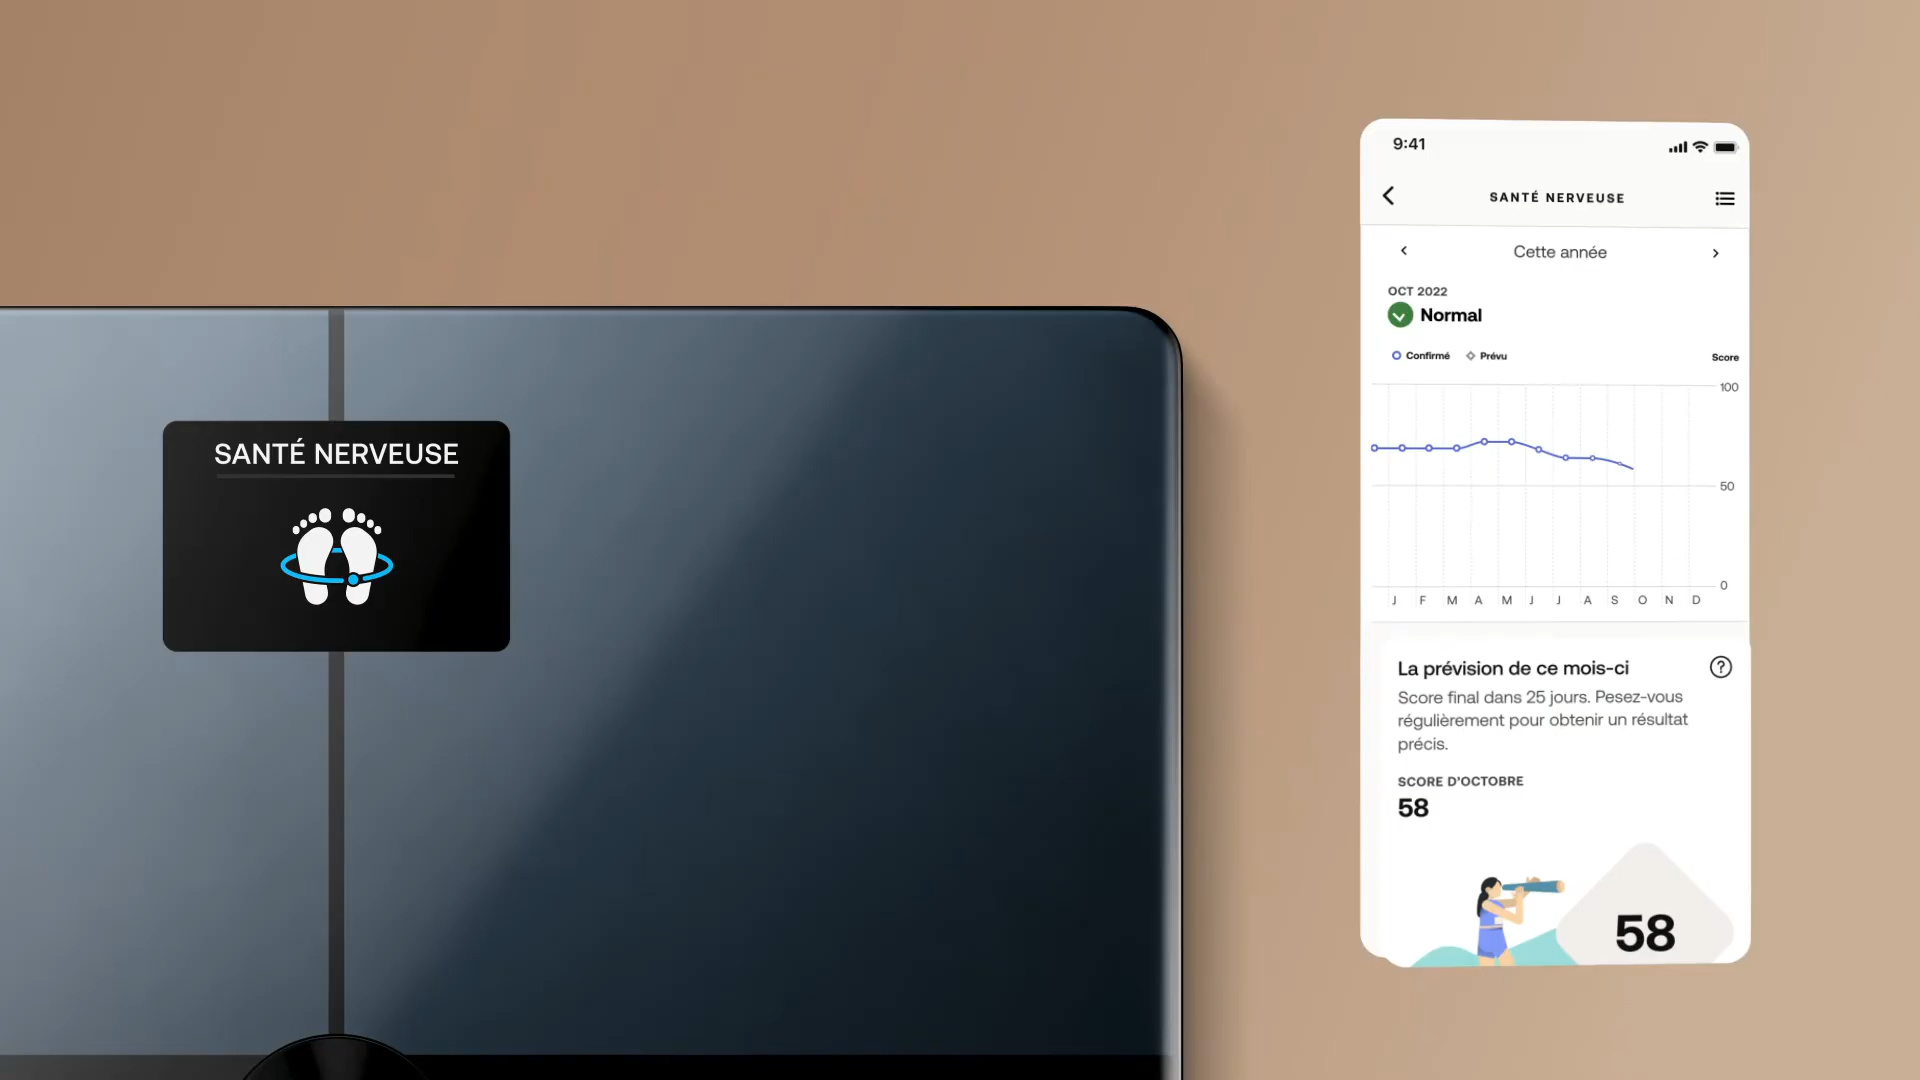 SANTÉ NERVEUSE
9:41
SANTÉ NERVEUSE
Cette année
OCT 2022
Normal
Confirmé Prévu Score
100
50
0
J F M A M J J A S O N D
La prévision de ce mois-ci
Score final dans 25 jours. Pesez-vous
régulièrement pour obtenir un résultat
précis.
SCORE D'OCTOBRE
58
58